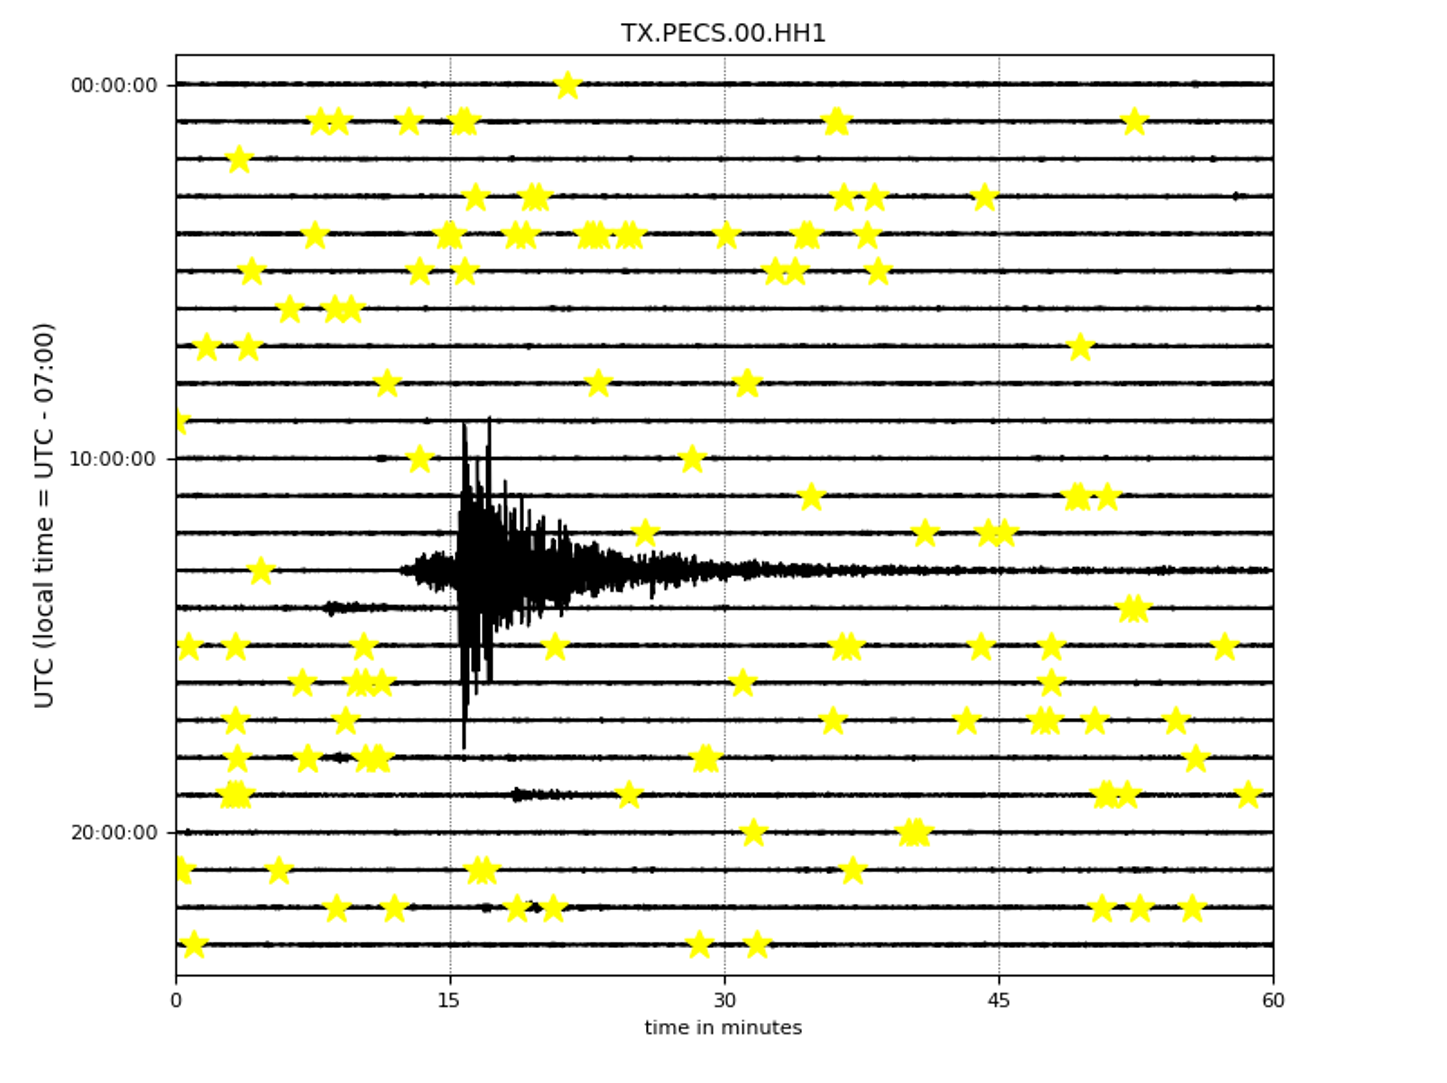 TX.PECS.00.HH1
00:00:00
10:00:00
20:00:00
UTC (local time = UTC - 07:00)
0 15 30 45 60
time in minutes